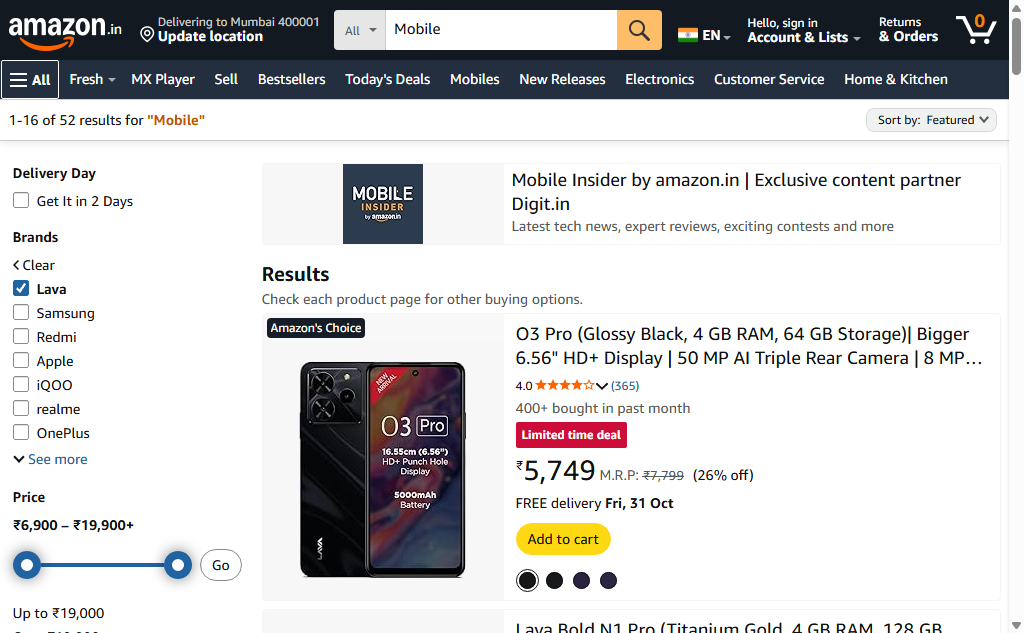 amazon.in
Delivering to Mumbai 400001
Update location
All
Mobile
EN
Hello, sign in
Account & Lists
Returns
& Orders
0
All
Fresh
MX Player
Sell
Bestsellers
Today's Deals
Mobiles
New Releases
Electronics
Customer Service
Home & Kitchen
1-16 of 52 results for "Mobile"
Sort by: Featured
Delivery Day
Get It in 2 Days
Brands
Clear
Lava
Samsung
Redmi
Apple
iQOO
realme
OnePlus
See more
Price
₹6,900 – ₹19,900+
Go
Up to ₹19,000
MOBILE
INSIDER
by amazon.in
Mobile Insider by amazon.in | Exclusive content partner
Digit.in
Latest tech news, expert reviews, exciting contests and more
Results
Check each product page for other buying options.
Amazon's Choice
NEW
ARRIVAL
O3 Pro
16.55cm (6.56")
HD+ Punch Hole
Display
5000mAh
Battery
LAVA
O3 Pro (Glossy Black, 4 GB RAM, 64 GB Storage)| Bigger
6.56" HD+ Display | 50 MP AI Triple Rear Camera | 8 MP…
4.0 (365)
400+ bought in past month
Limited time deal
₹5,749 M.R.P: ₹7,799 (26% off)
FREE delivery Fri, 31 Oct
Add to cart
Lava Bold N1 Pro (Titanium Gold, 4 GB RAM, 128 GB